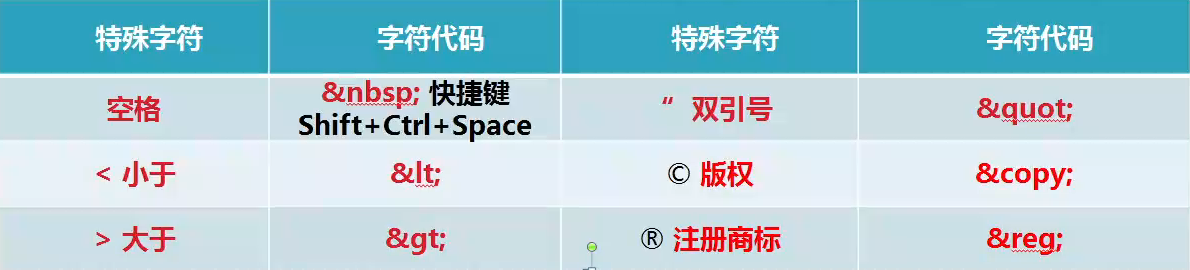 特殊字符 字符代码 特殊字符 字符代码
空格 &nbsp; 快捷键 Shift+Ctrl+Space “ 双引号 &quot;
< 小于 &lt; © 版权 &copy;
> 大于 &gt; ® 注册商标 &reg;